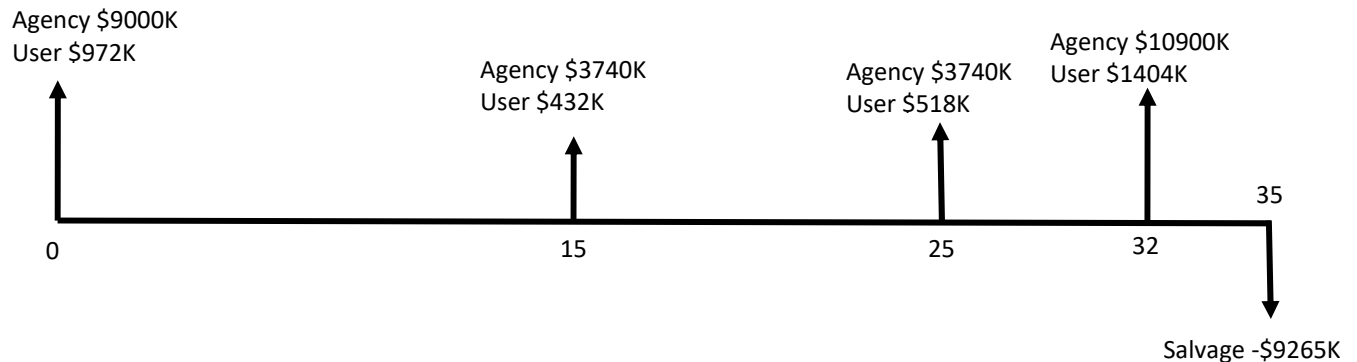 Agency $9000K
User $972K
Agency $3740K
User $432K
Agency $3740K
User $518K
Agency $10900K
User $1404K
35
0
15
25
32
Salvage -$9265K